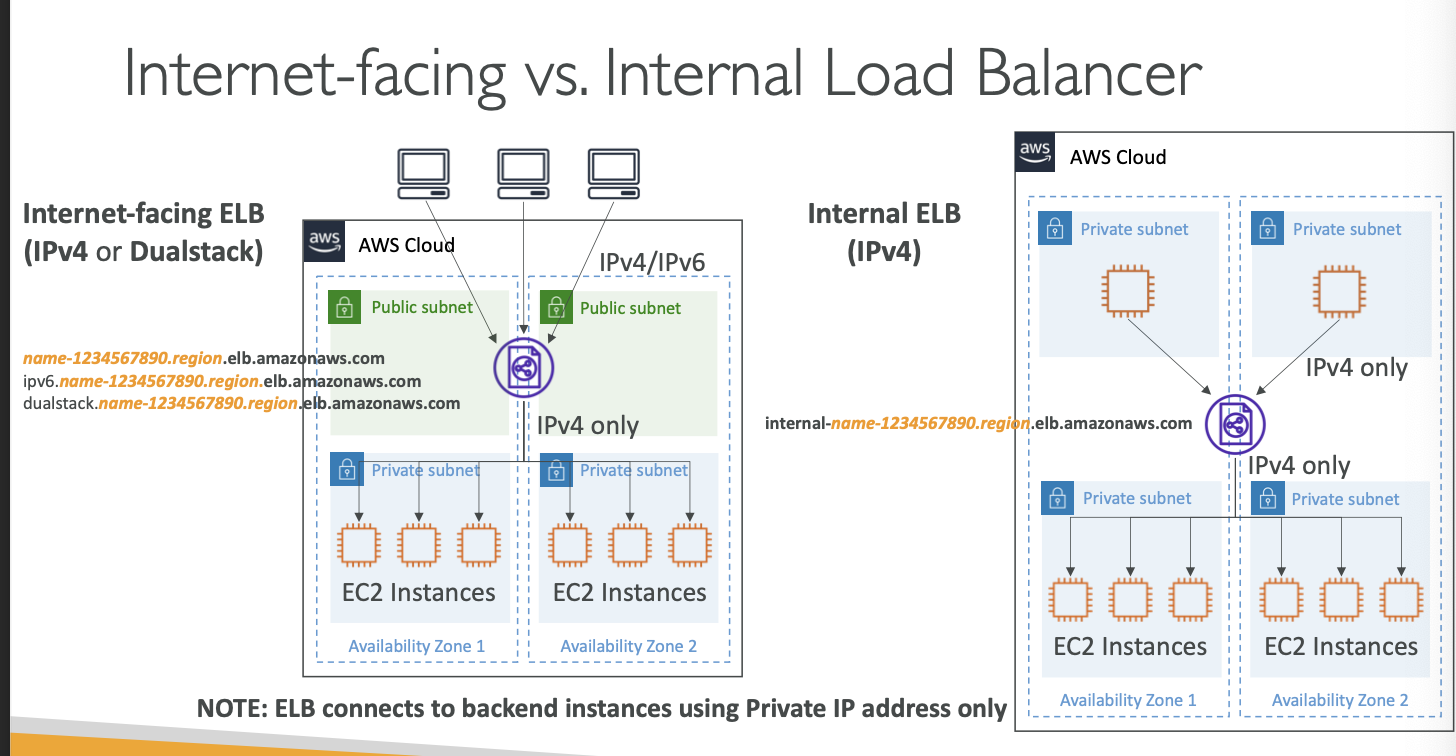 Internet-facing vs. Internal Load Balancer
Internet-facing ELB
(IPv4 or Dualstack)
name-1234567890.region.elb.amazonaws.com
ipv6.name-1234567890.region.elb.amazonaws.com
dualstack.name-1234567890.region.elb.amazonaws.com
aws
AWS Cloud
IPv4/IPv6
Public subnet
Public subnet
IPv4 only
Private subnet
Private subnet
EC2 Instances
EC2 Instances
Availability Zone 1
Availability Zone 2
Internal ELB
(IPv4)
internal-name-1234567890.region.elb.amazonaws.com
aws
AWS Cloud
Private subnet
Private subnet
IPv4 only
IPv4 only
Private subnet
Private subnet
EC2 Instances
EC2 Instances
Availability Zone 1
Availability Zone 2
NOTE: ELB connects to backend instances using Private IP address only